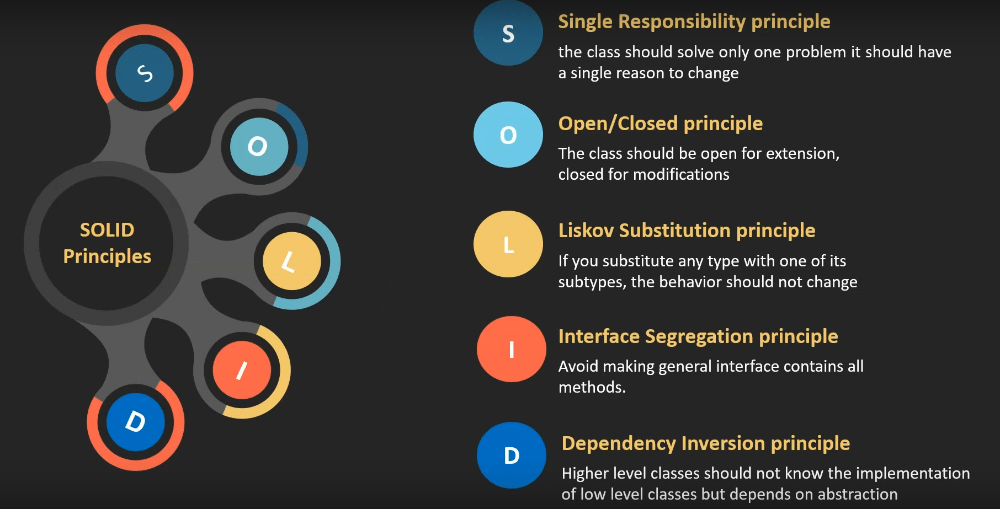 SOLID
Principles
S
O
L
I
D
S
Single Responsibility principle
the class should solve only one problem it should have
a single reason to change
O
Open/Closed principle
The class should be open for extension,
closed for modifications
L
Liskov Substitution principle
If you substitute any type with one of its
subtypes, the behavior should not change
I
Interface Segregation principle
Avoid making general interface contains all
methods.
D
Dependency Inversion principle
Higher level classes should not know the implementation
of low level classes but depends on abstraction